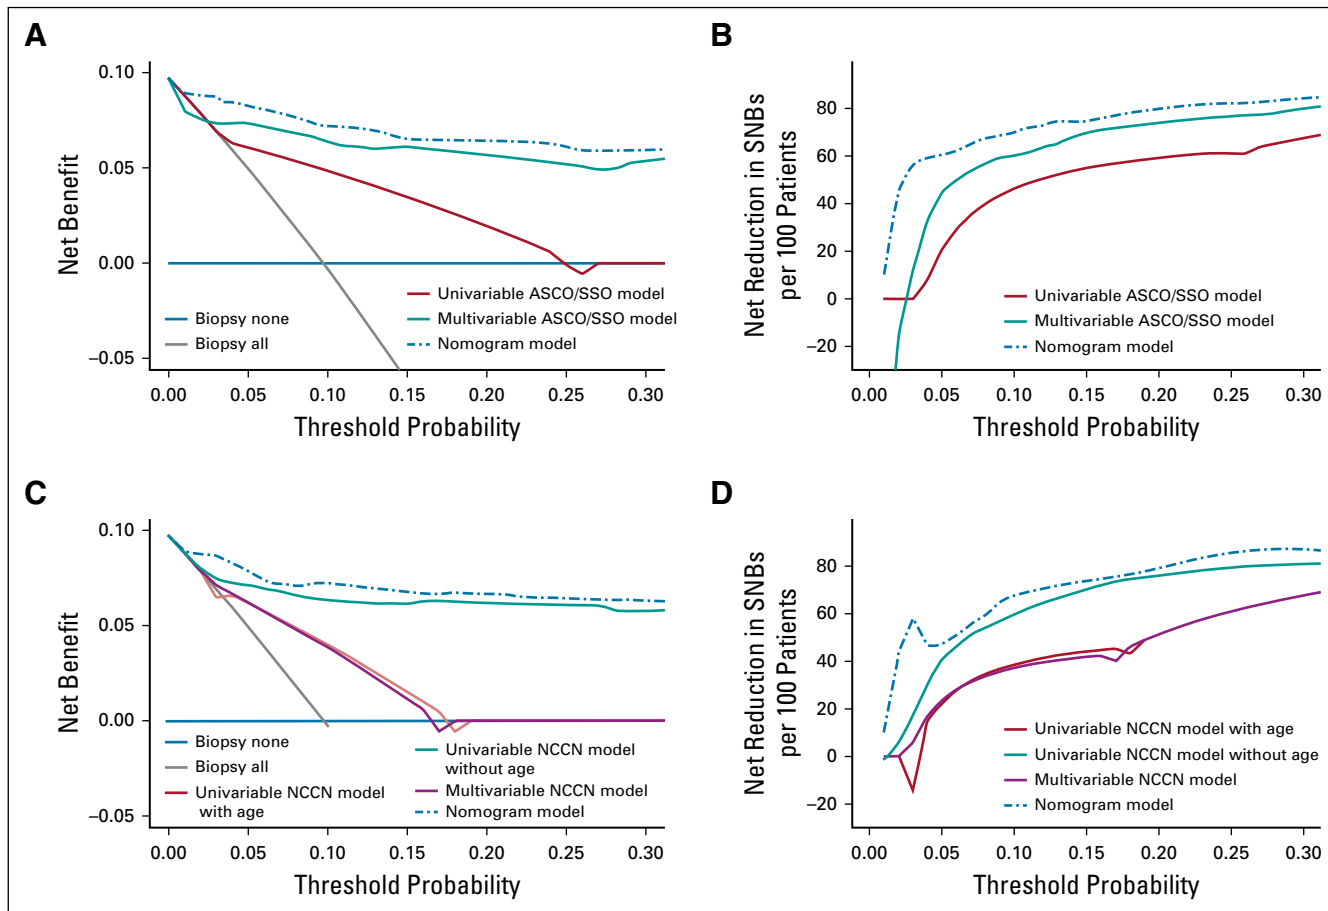 A
Net Benefit
0.10
0.05
0.00
−0.05
Biopsy none
Biopsy all
Univariable ASCO/SSO model
Multivariable ASCO/SSO model
Nomogram model
0.00 0.05 0.10 0.15 0.20 0.25 0.30
Threshold Probability
B
Net Reduction in SNBs
per 100 Patients
80
60
40
20
0
−20
Univariable ASCO/SSO model
Multivariable ASCO/SSO model
Nomogram model
0.00 0.05 0.10 0.15 0.20 0.25 0.30
Threshold Probability
C
Net Benefit
0.10
0.05
0.00
−0.05
Biopsy none
Biopsy all
Univariable NCCN model
with age
Univariable NCCN model
without age
Multivariable NCCN model
Nomogram model
0.00 0.05 0.10 0.15 0.20 0.25 0.30
Threshold Probability
D
Net Reduction in SNBs
per 100 Patients
80
60
40
20
0
−20
Univariable NCCN model with age
Univariable NCCN model without age
Multivariable NCCN model
Nomogram model
0.00 0.05 0.10 0.15 0.20 0.25 0.30
Threshold Probability